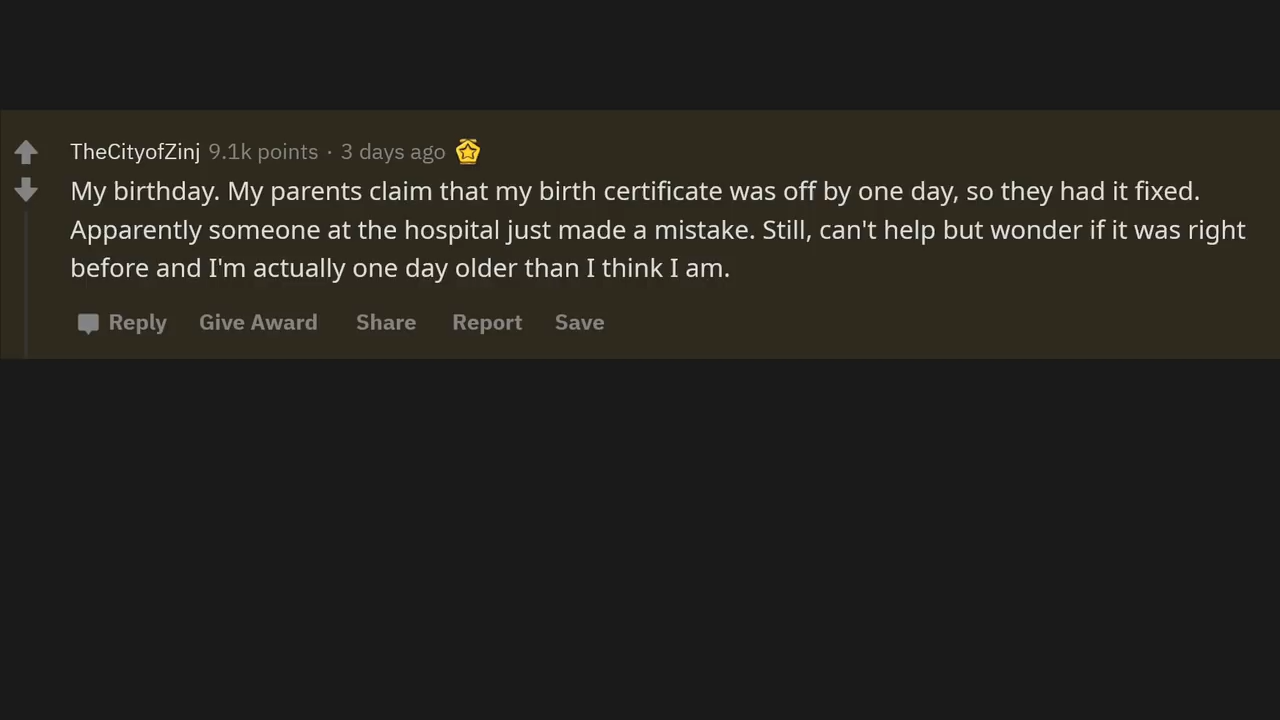 TheCityofZinj 9.1k points · 3 days ago
My birthday. My parents claim that my birth certificate was off by one day, so they had it fixed.
Apparently someone at the hospital just made a mistake. Still, can't help but wonder if it was right
before and I'm actually one day older than I think I am.
Reply Give Award Share Report Save